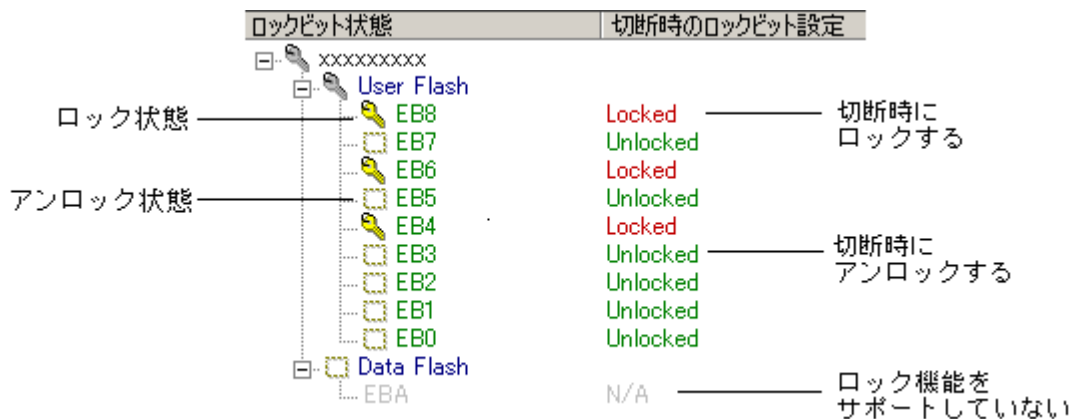 ロックビット状態 切断時のロックビット設定
xxxxxxxxx
User Flash
ロック状態 EB8 Locked 切断時に
ロックする
EB7 Unlocked
EB6 Locked
アンロック状態 EB5 Unlocked
EB4 Locked
EB3 Unlocked 切断時に
アンロックする
EB2 Unlocked
EB1 Unlocked
EB0 Unlocked
Data Flash
EBA N/A ロック機能を
サポートしていない